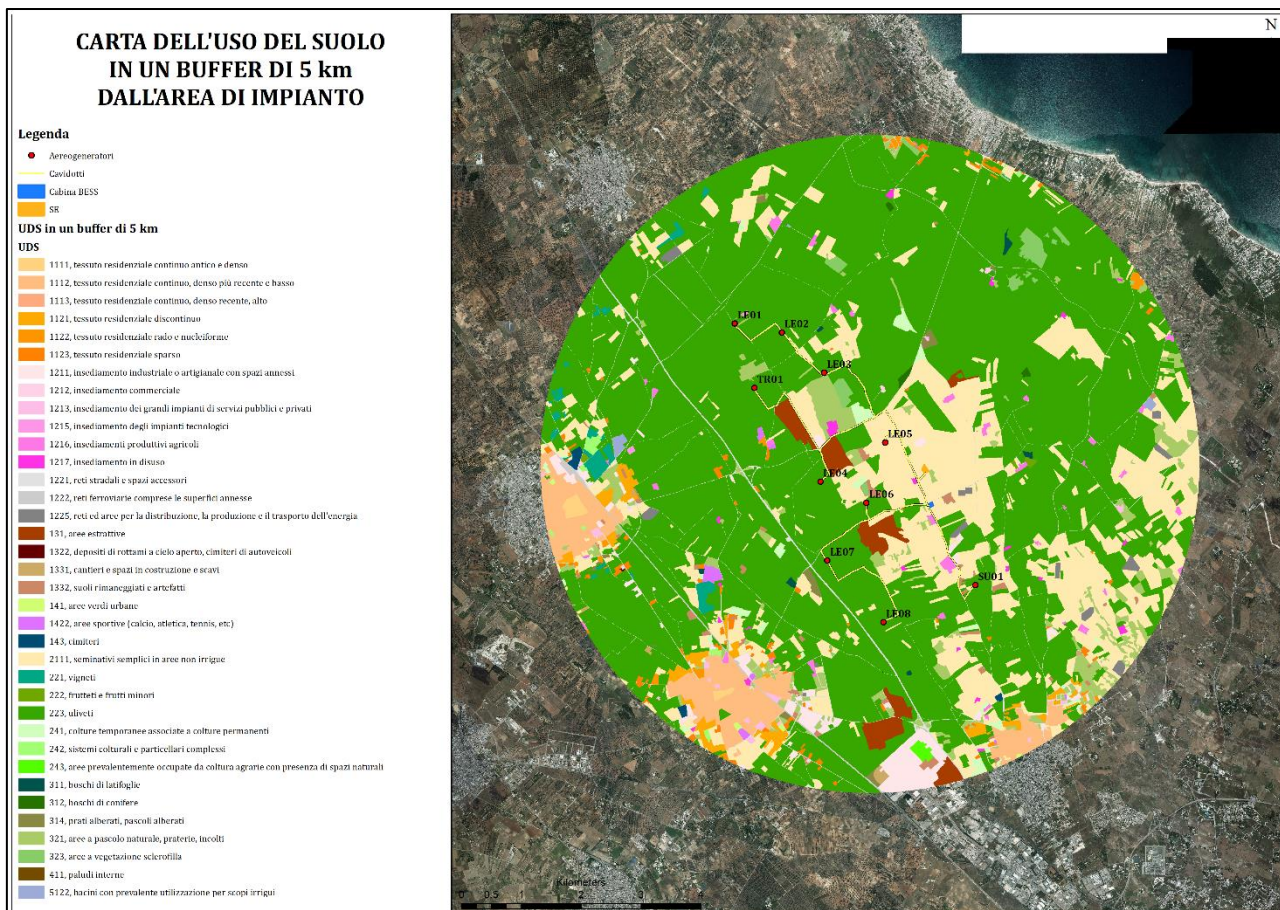 CARTA DELL'USO DEL SUOLO
IN UN BUFFER DI 5 km
DALL'AREA DI IMPIANTO
Legenda
Aereogeneratori
Cavidotti
Cabina BESS
SE
UDS in un buffer di 5 km
UDS
1111, tessuto residenziale continuo antico e denso
1112, tessuto residenziale continuo, denso più recente e basso
1113, tessuto residenziale continuo, denso recente, alto
1121, tessuto residenziale discontinuo
1122, tessuto residenziale rado e nucleiforme
1123, tessuto residenziale sparso
1211, insediamento industriale o artigianale con spazi annessi
1212, insediamento commerciale
1213, insediamento dei grandi impianti di servizi pubblici e privati
1215, insediamento degli impianti tecnologici
1216, insediamenti produttivi agricoli
1217, insediamento in disuso
1221, reti stradali e spazi accessori
1222, reti ferroviarie comprese le superfici annesse
1225, reti ed aree per la distribuzione, la produzione e il trasporto dell'energia
131, aree estrattive
1322, depositi di rottami a cielo aperto, cimiteri di autoveicoli
1331, cantieri e spazi in costruzione e scavi
1332, suoli rimaneggiati e artefatti
141, aree verdi urbane
1422, aree sportive (calcio, atletica, tennis, etc)
143, cimiteri
2111, seminativi semplici in aree non irrigue
221, vigneti
222, frutteti e frutti minori
223, uliveti
241, colture temporanee associate a colture permanenti
242, sistemi colturali e particellari complessi
243, aree prevalentemente occupate da coltura agrarie con presenza di spazi naturali
311, boschi di latifoglie
312, boschi di conifere
314, prati alberati, pascoli alberati
321, aree a pascolo naturale, praterie, incolti
323, aree a vegetazione sclerofilla
411, paludi interne
5122, bacini con prevalente utilizzazione per scopi irrigui
N
LE01
LE02
LE03
TR01
LE05
LE04
LE06
LE07
SU01
LE08
Kilometers
0 0.5 1 2 3 4